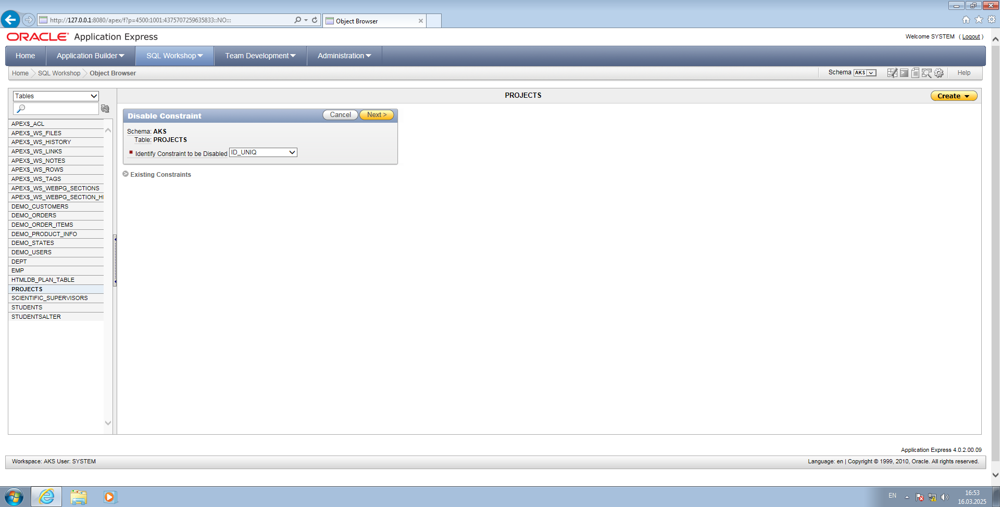 http://127.0.0.1:8080/apex/f?p=4500:1001:4375707259635833::NO:::
Object Browser
ORACLE Application Express
Welcome SYSTEM ( Logout )
Home
Application Builder
SQL Workshop
Team Development
Administration
Home
SQL Workshop
Object Browser
Schema AKS
Help
Tables
PROJECTS
Create
Disable Constraint
Cancel
Next >
Schema: AKS
Table: PROJECTS
* Identify Constraint to be Disabled ID_UNIQ
Existing Constraints
APEX$_ACL
APEX$_WS_FILES
APEX$_WS_HISTORY
APEX$_WS_LINKS
APEX$_WS_NOTES
APEX$_WS_ROWS
APEX$_WS_TAGS
APEX$_WS_WEBPG_SECTIONS
APEX$_WS_WEBPG_SECTION_HI
DEMO_CUSTOMERS
DEMO_ORDERS
DEMO_ORDER_ITEMS
DEMO_PRODUCT_INFO
DEMO_STATES
DEMO_USERS
DEPT
EMP
HTMLDB_PLAN_TABLE
PROJECTS
SCIENTIFIC_SUPERVISORS
STUDENTS
STUDENTSALTER
Application Express 4.0.2.00.09
Workspace: AKS User: SYSTEM
Language: en | Copyright © 1999, 2010, Oracle. All rights reserved.
EN
16:53
16.03.2025